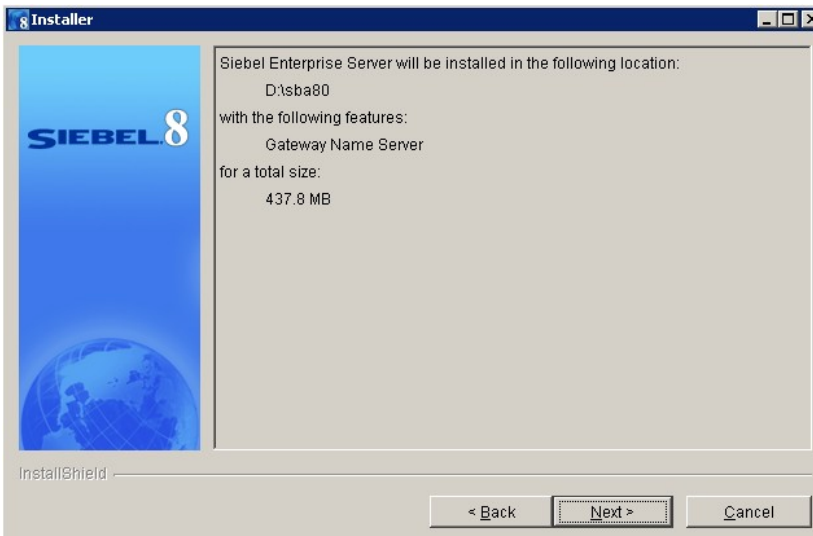 8 Installer
Siebel Enterprise Server will be installed in the following location:
D:\sba80
with the following features:
Gateway Name Server
for a total size:
437.8 MB
SIEBEL.8
InstallShield
< Back
Next >
Cancel